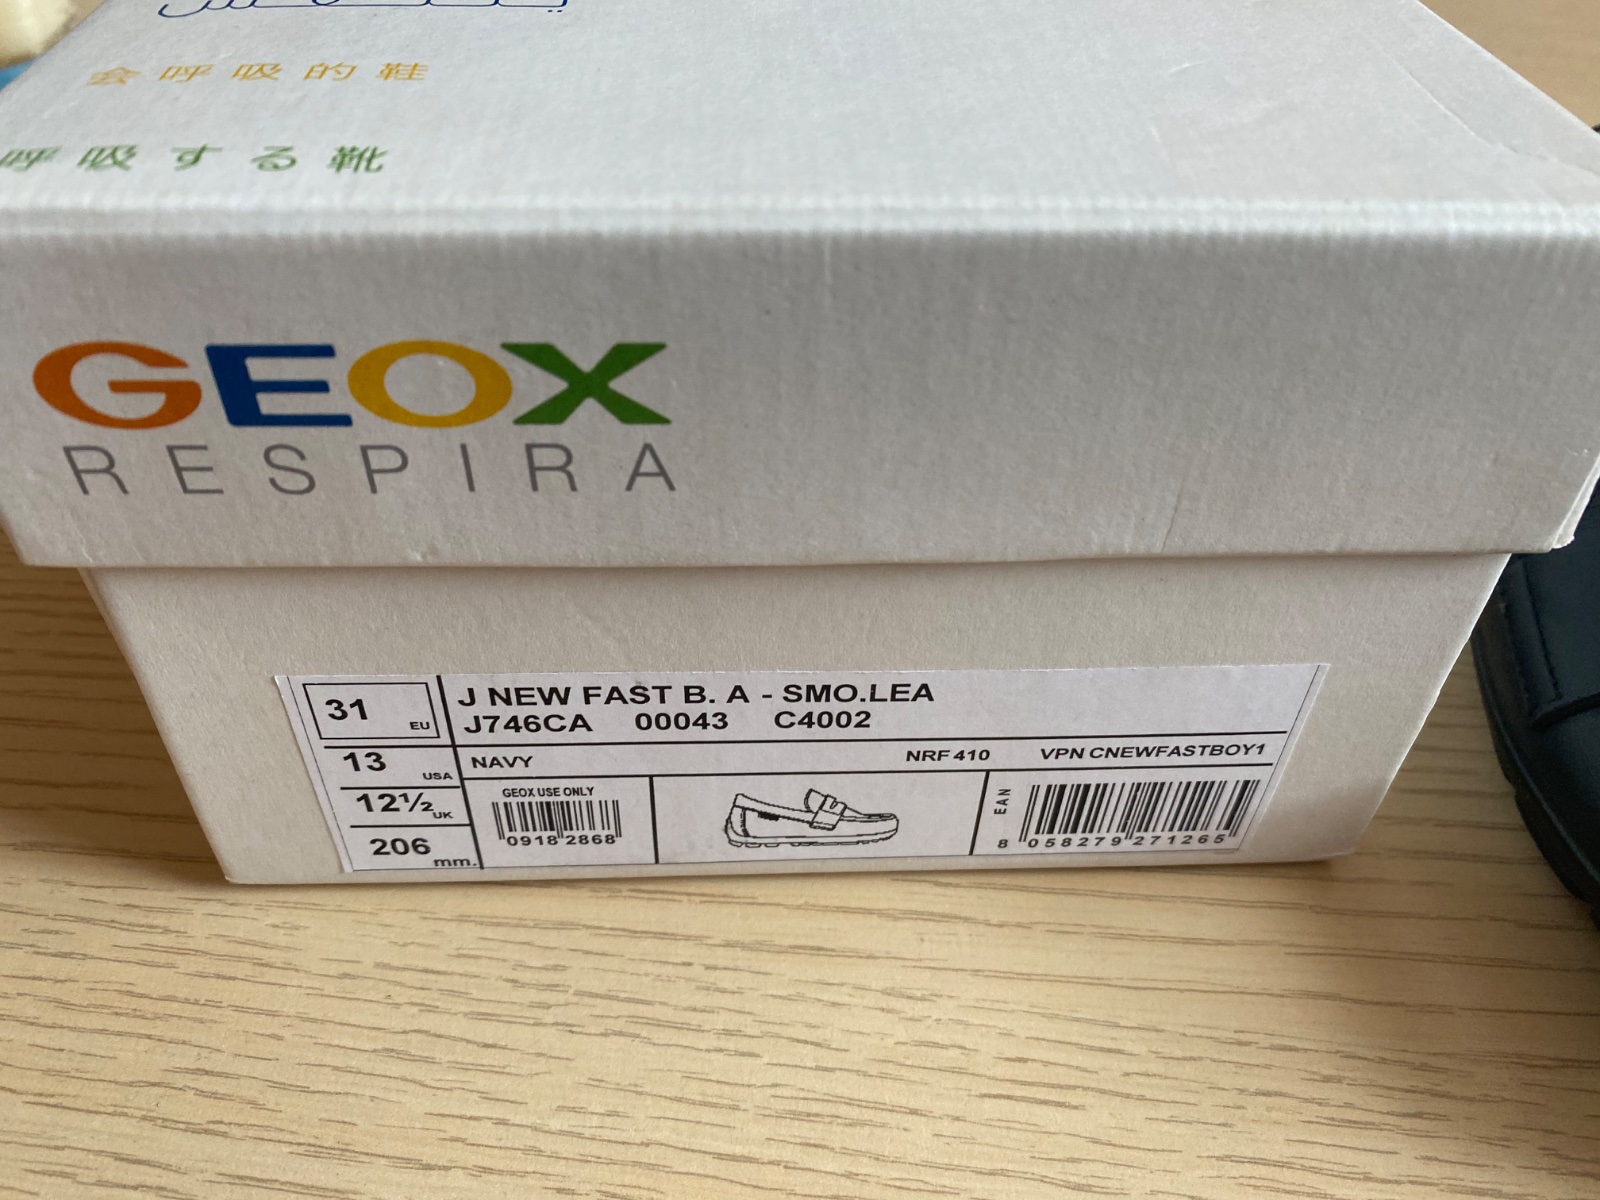 会呼吸的鞋
呼吸する靴
GEOX
RESPIRA
31 EU
J NEW FAST B. A - SMO.LEA
J746CA 00043 C4002
13 USA
NAVY NRF 410 VPN CNEWFASTBOY1
12½ UK
GEOX USE ONLY
09182868
EAN
8 058279 271265
206 mm.